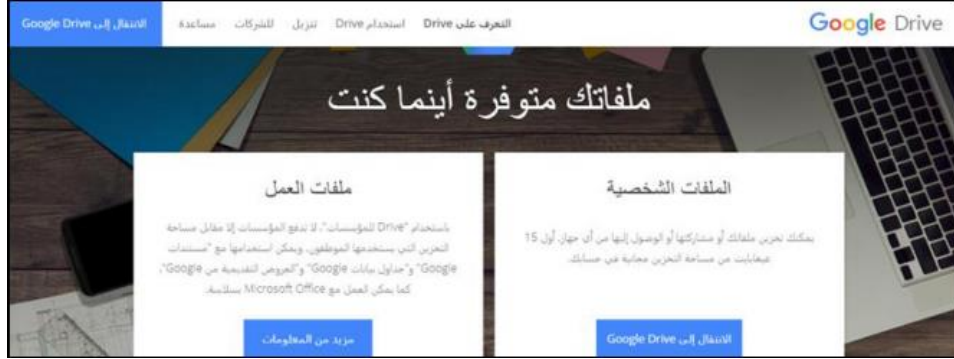 Google Drive
التعرف على Drive استخدام Drive تنزيل للشركات مساعدة الانتقال إلى Google Drive
ملفاتك متوفرة أينما كنت
الملفات الشخصية
يمكنك تخزين ملفاتك أو مشاركتها أو الوصول إليها من أي جهاز. أول 15
غيغابايت من مساحة التخزين مجانية في حسابك.
الانتقال إلى Google Drive
ملفات العمل
باستخدام "Drive للمؤسسات"، لا تدفع المؤسسات إلا مقابل مساحة
التخزين التي يستخدمها الموظفون. ويمكن استخدامها مع "مستندات
Google" و"جداول بيانات Google" و"العروض التقديمية من Google".
كما يمكن العمل مع Microsoft Office بسلاسة.
مزيد من المعلومات